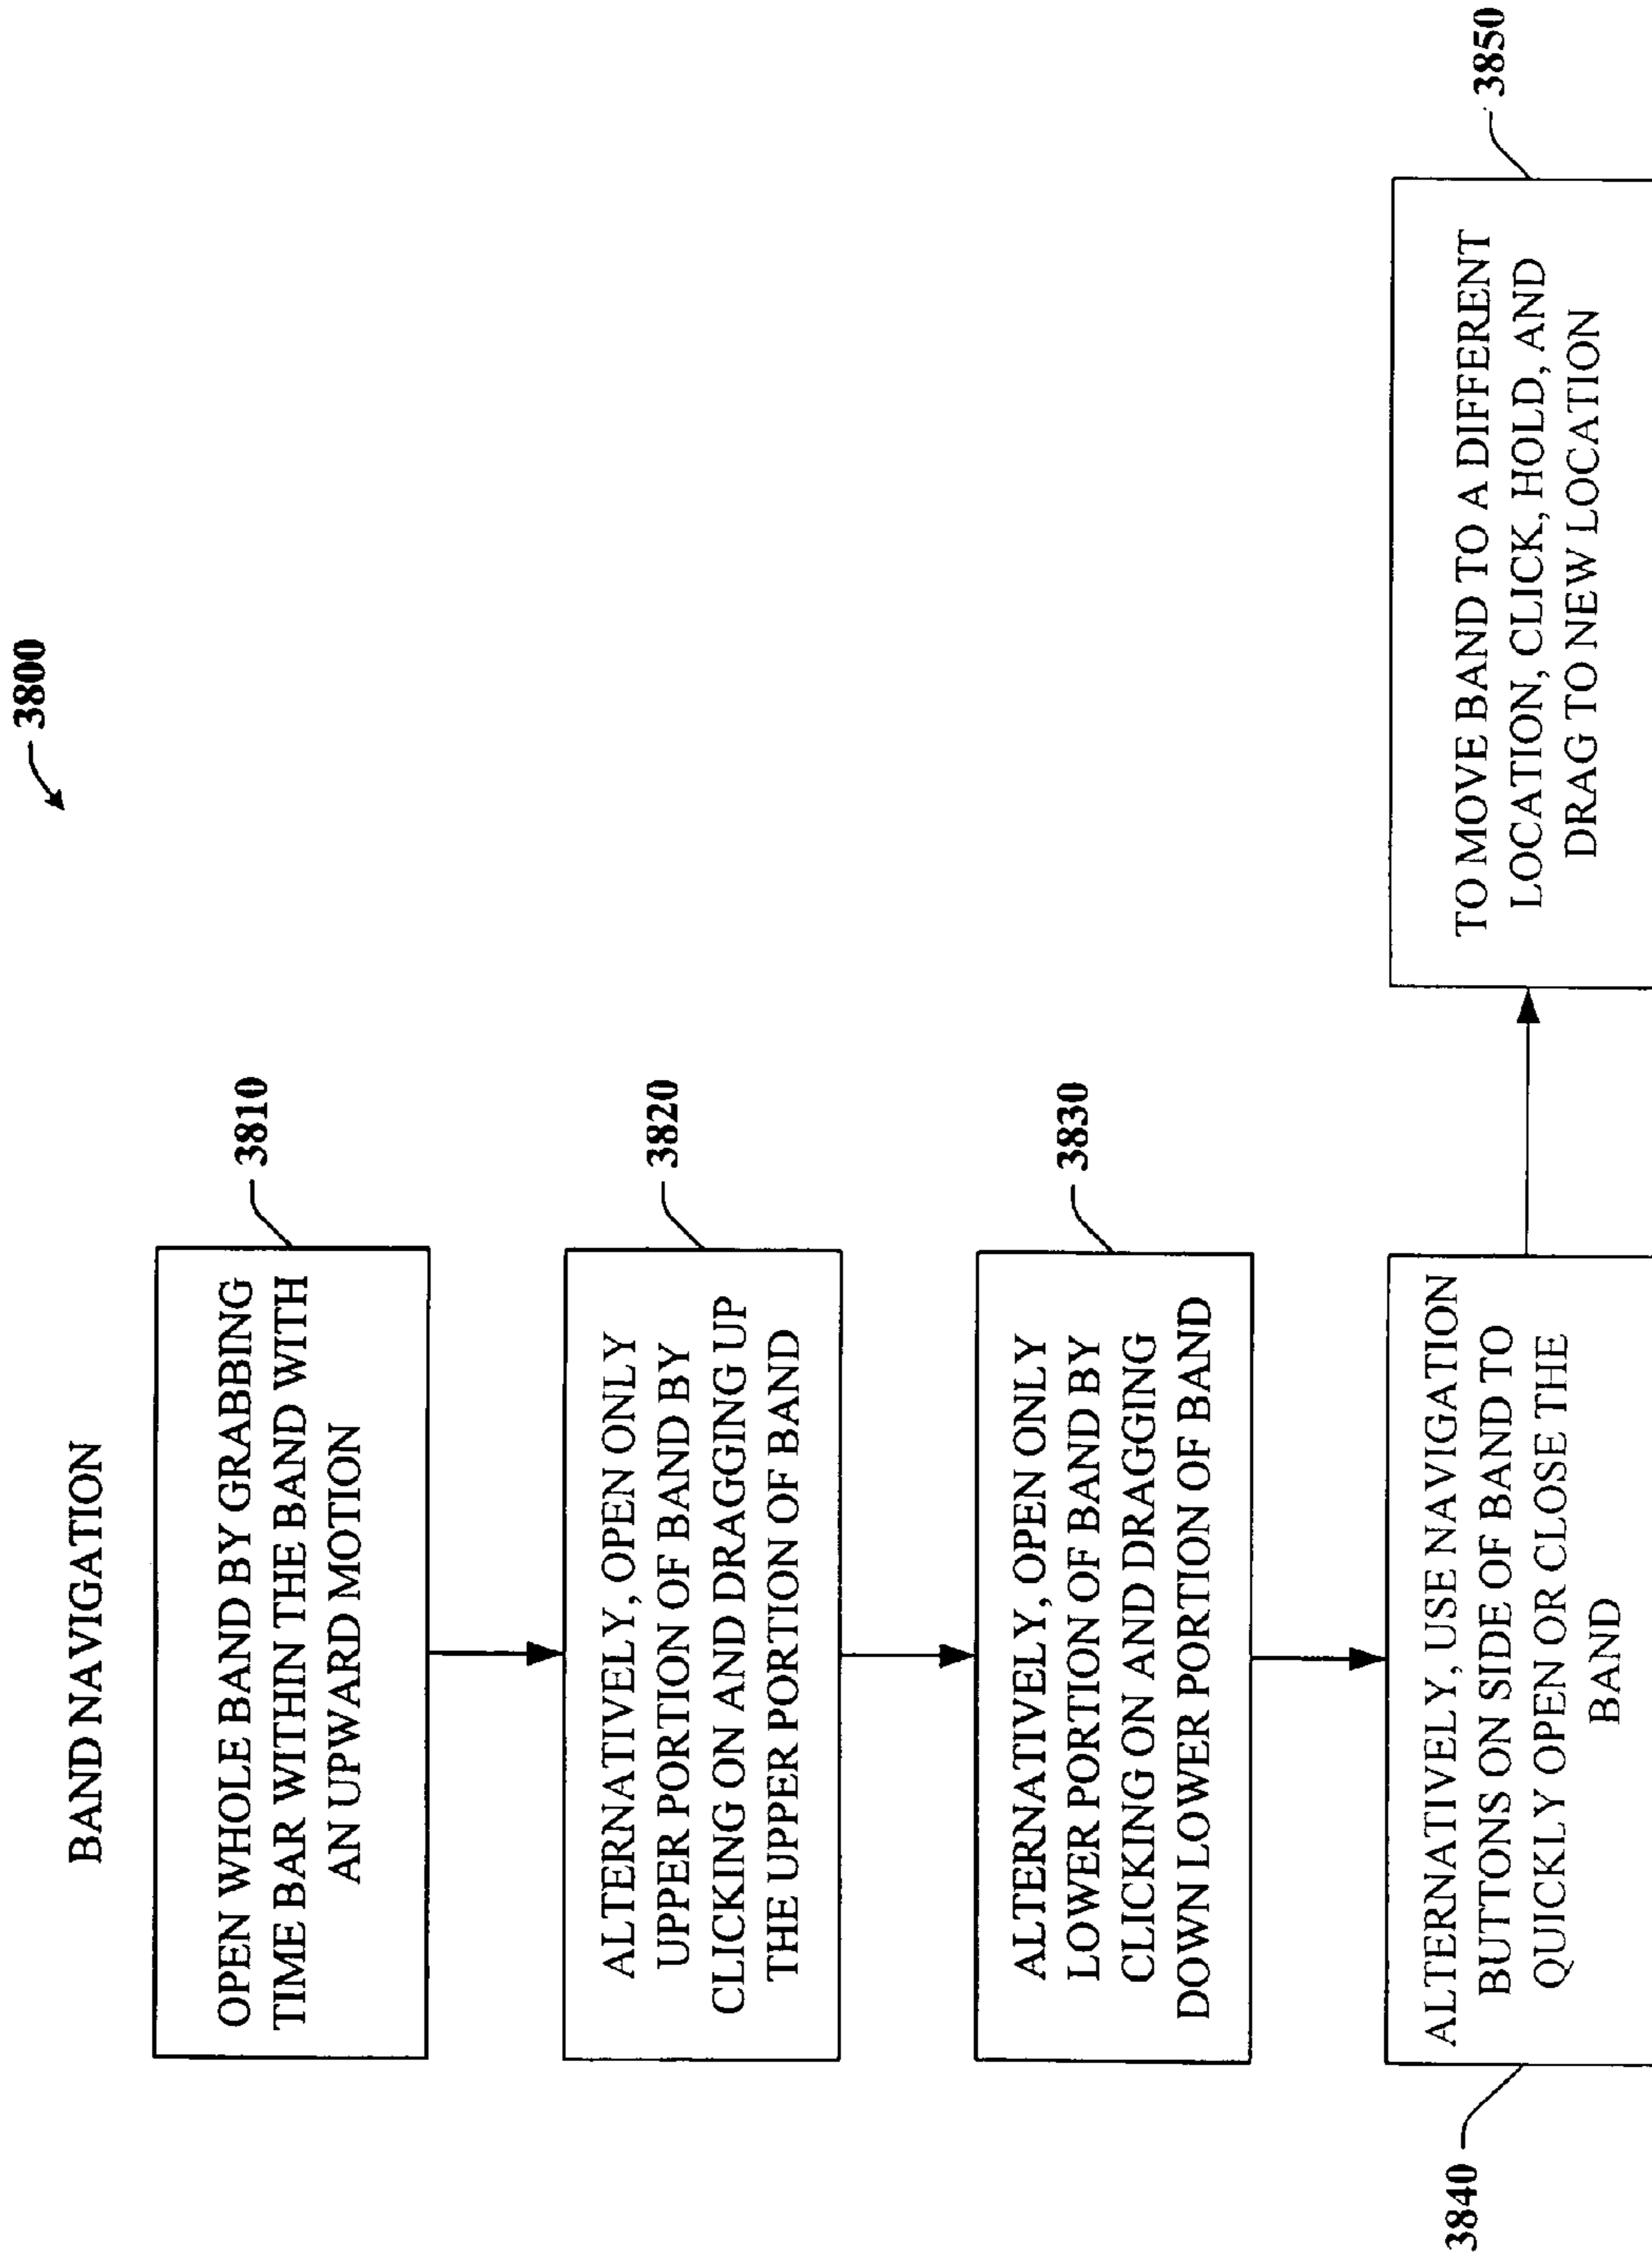 3800
BAND NAVIGATION
OPEN WHOLE BAND BY GRABBING
TIME BAR WITHIN THE BAND WITH
AN UPWARD MOTION
3810
ALTERNATIVELY, OPEN ONLY
UPPER PORTION OF BAND BY
CLICKING ON AND DRAGGING UP
THE UPPER PORTION OF BAND
3820
ALTERNATIVELY, OPEN ONLY
LOWER PORTION OF BAND BY
CLICKING ON AND DRAGGING
DOWN LOWER PORTION OF BAND
3830
ALTERNATIVELY, USE NAVIGATION
BUTTONS ON SIDE OF BAND TO
QUICKLY OPEN OR CLOSE THE
BAND
3840
TO MOVE BAND TO A DIFFERENT
LOCATION, CLICK, HOLD, AND
DRAG TO NEW LOCATION
3850